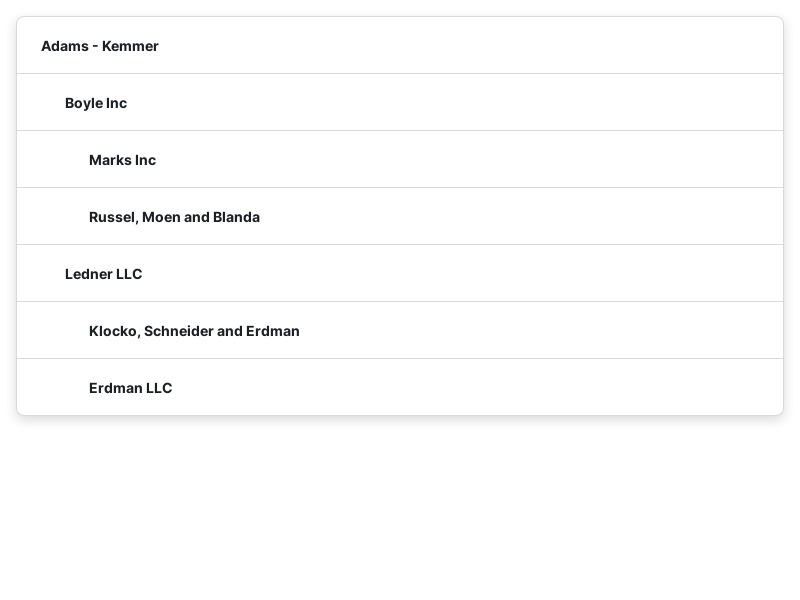 Adams - Kemmer
Boyle Inc
Marks Inc
Russel, Moen and Blanda
Ledner LLC
Klocko, Schneider and Erdman
Erdman LLC